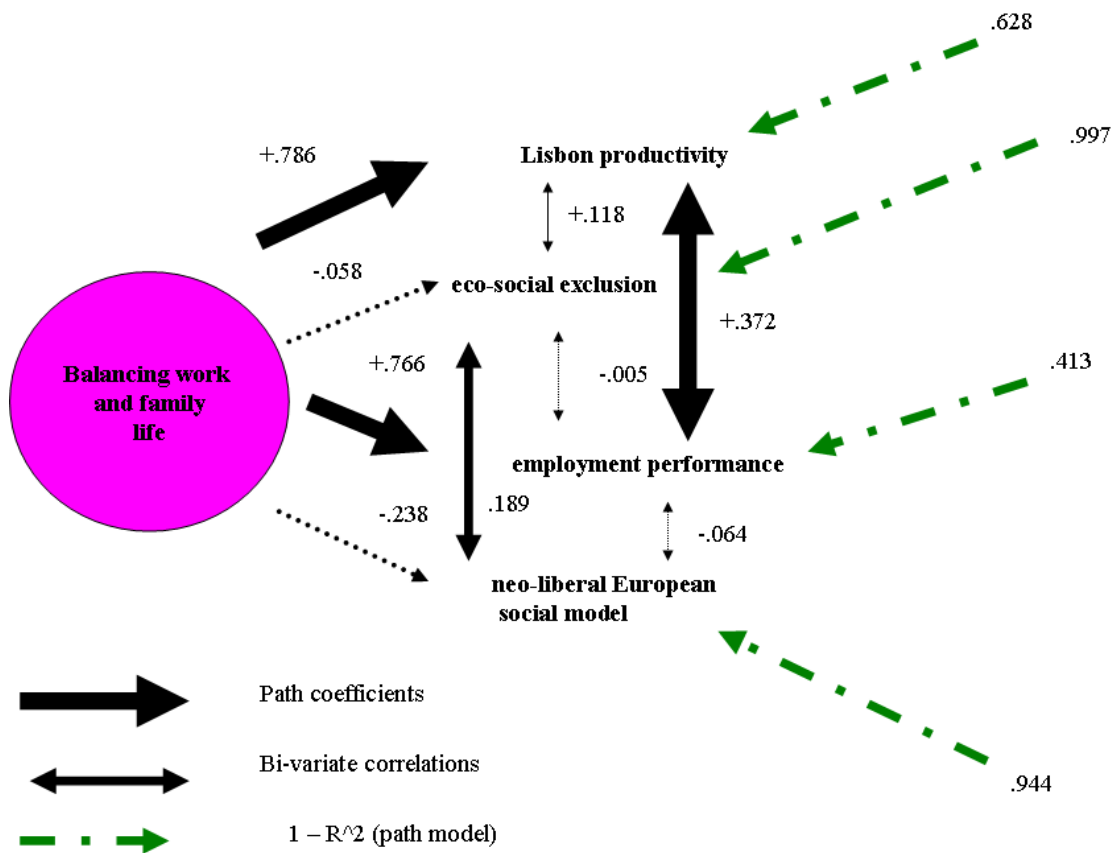 .628
.997
+.786
Lisbon productivity
+.118
-.058
eco-social exclusion
+.372
+.766
-.005
.413
Balancing work
and family
life
employment performance
-.238
.189
-.064
neo-liberal European
social model
Path coefficients
Bi-variate correlations
.944
1 – R^2 (path model)